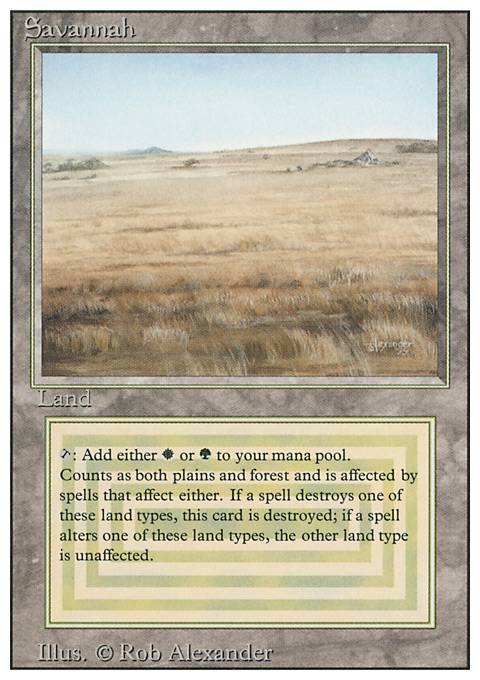 Savannah
Land
: Add either or to your mana pool.
Counts as both plains and forest and is affected by
spells that affect either. If a spell destroys one of
these land types, this card is destroyed; if a spell
alters one of these land types, the other land type
is unaffected.
Illus. © Rob Alexander